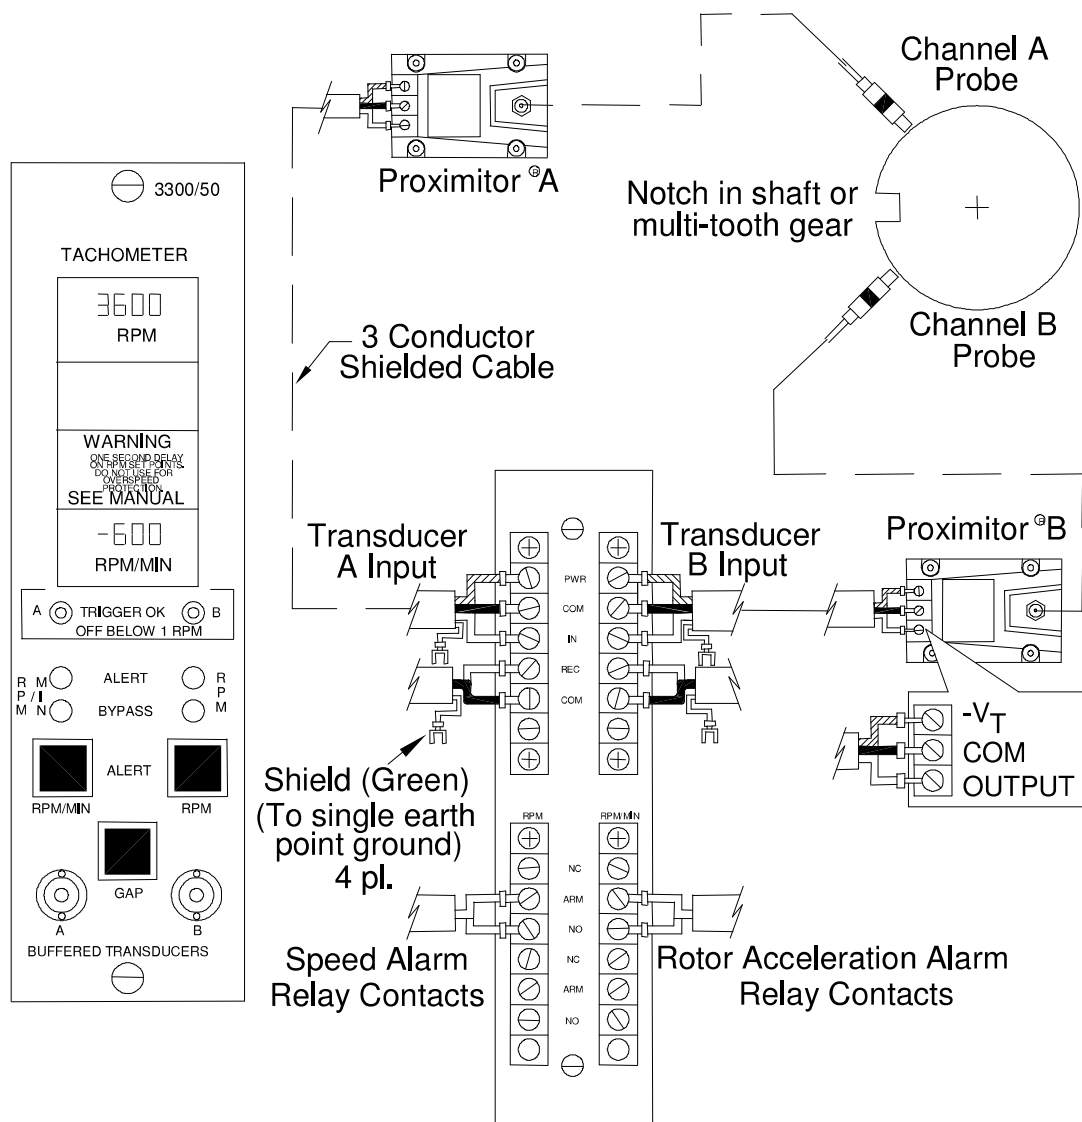 Channel A
Probe
Proximitor ®A
Notch in shaft or
multi-tooth gear
Channel B
Probe
3 Conductor
Shielded Cable
3300/50
TACHOMETER
3600
RPM
WARNING
ONE SECOND DELAY
ON RPM SET POINTS.
DO NOT USE FOR
OVERSPEED
PROTECTION.
SEE MANUAL
-600
RPM/MIN
A TRIGGER OK B
OFF BELOW 1 RPM
RPM/MIN ALERT RPM
BYPASS
ALERT
RPM/MIN RPM
GAP
A B
BUFFERED TRANSDUCERS
Transducer
A Input
Transducer
B Input
PWR
COM
IN
REC
COM
Proximitor ®B
-VT
COM
OUTPUT
Shield (Green)
(To single earth
point ground)
4 pl.
RPM RPM/MIN
NC
ARM
NO
NC
ARM
NO
Speed Alarm
Relay Contacts
Rotor Acceleration Alarm
Relay Contacts